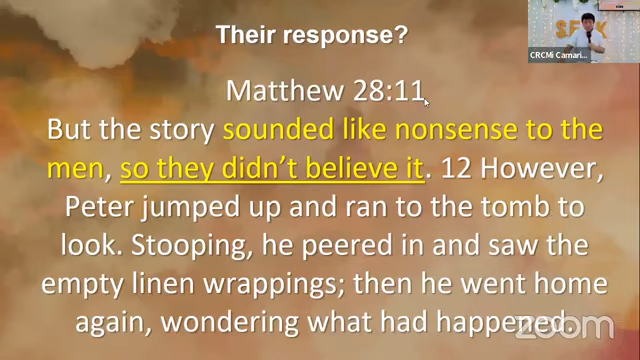 Their response?
Matthew 28:11
But the story sounded like nonsense to the
men, so they didn't believe it. 12 However,
Peter jumped up and ran to the tomb to
look. Stooping, he peered in and saw the
empty linen wrappings; then he went home
again, wondering what had happened.
CRCMi Camari...
zoom